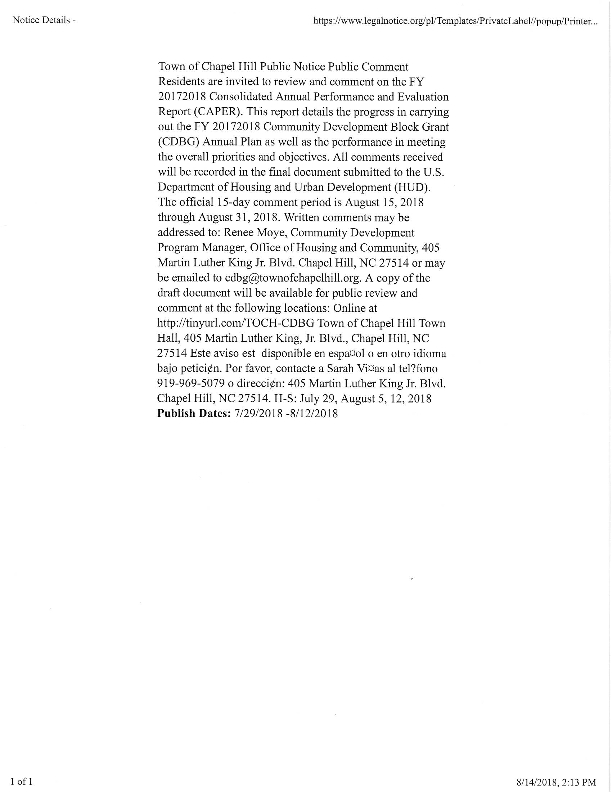 Notice Details -
https://www.legalnotice.org/pl/Templates/PrivateLabel//popup/Printer...
Town of Chapel Hill Public Notice Public Comment
Residents are invited to review and comment on the FY
20172018 Consolidated Annual Performance and Evaluation
Report (CAPER). This report details the progress in carrying
out the FY 20172018 Community Development Block Grant
(CDBG) Annual Plan as well as the performance in meeting
the overall priorities and objectives. All comments received
will be recorded in the final document submitted to the U.S.
Department of Housing and Urban Development (HUD).
The official 15-day comment period is August 15, 2018
through August 31, 2018. Written comments may be
addressed to: Renee Moye, Community Development
Program Manager, Office of Housing and Community, 405
Martin Luther King Jr. Blvd. Chapel Hill, NC 27514 or may
be emailed to cdbg@townofchapelhill.org. A copy of the
draft document will be available for public review and
comment at the following locations: Online at
http://tinyurl.com/TOCH-CDBG Town of Chapel Hill Town
Hall, 405 Martin Luther King, Jr. Blvd., Chapel Hill, NC
27514 Este aviso est disponible en espa¤ol o en otro idioma
bajo petici¢n. Por favor, contacte a Sarah Vi¤as al tel?fono
919-969-5079 o direcci¢n: 405 Martin Luther King Jr. Blvd.
Chapel Hill, NC 27514. H-S: July 29, August 5, 12, 2018
Publish Dates: 7/29/2018 -8/12/2018
1 of 1
8/14/2018, 2:13 PM